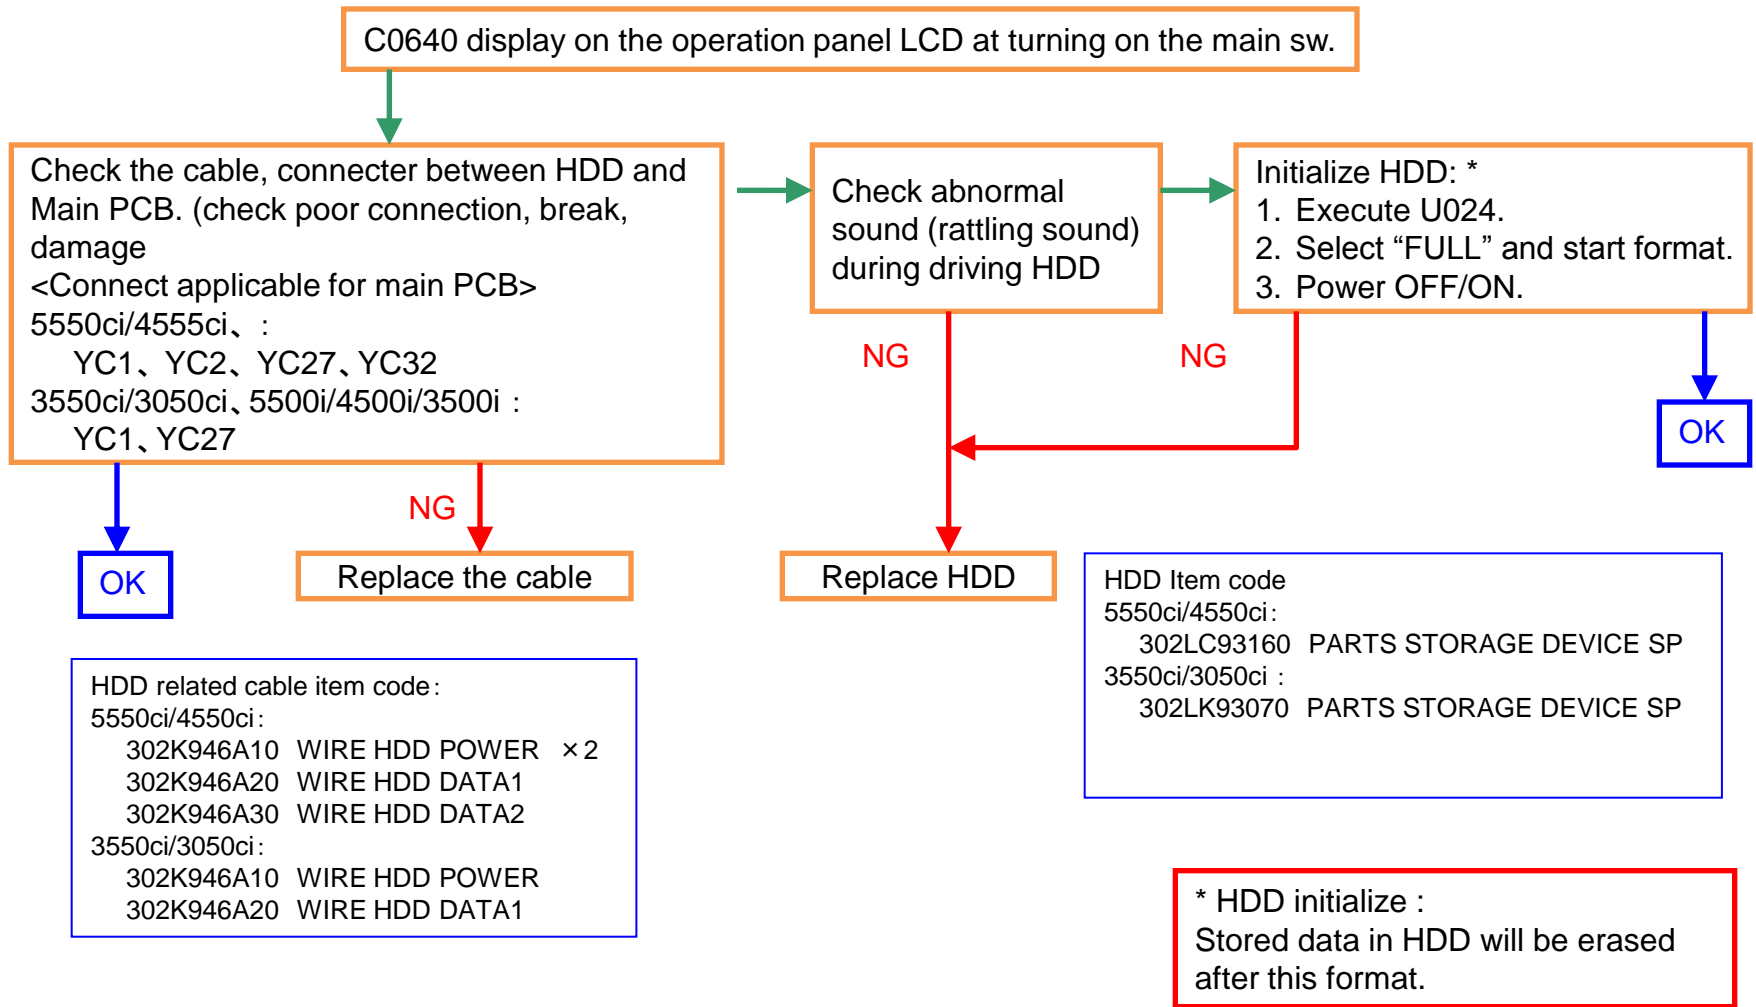 C0640 display on the operation panel LCD at turning on the main sw.
Check the cable, connecter between HDD and
Main PCB. (check poor connection, break,
damage
<Connect applicable for main PCB>
5550ci/4555ci、:
YC1、YC2、YC27、YC32
3550ci/3050ci、5500i/4500i/3500i :
YC1、YC27
Check abnormal
sound (rattling sound)
during driving HDD
Initialize HDD: *
1. Execute U024.
2. Select “FULL” and start format.
3. Power OFF/ON.
NG
NG
OK
NG
OK
Replace the cable
Replace HDD
HDD Item code
5550ci/4550ci:
302LC93160 PARTS STORAGE DEVICE SP
3550ci/3050ci :
302LK93070 PARTS STORAGE DEVICE SP
HDD related cable item code:
5550ci/4550ci:
302K946A10 WIRE HDD POWER ×2
302K946A20 WIRE HDD DATA1
302K946A30 WIRE HDD DATA2
3550ci/3050ci:
302K946A10 WIRE HDD POWER
302K946A20 WIRE HDD DATA1
* HDD initialize :
Stored data in HDD will be erased
after this format.